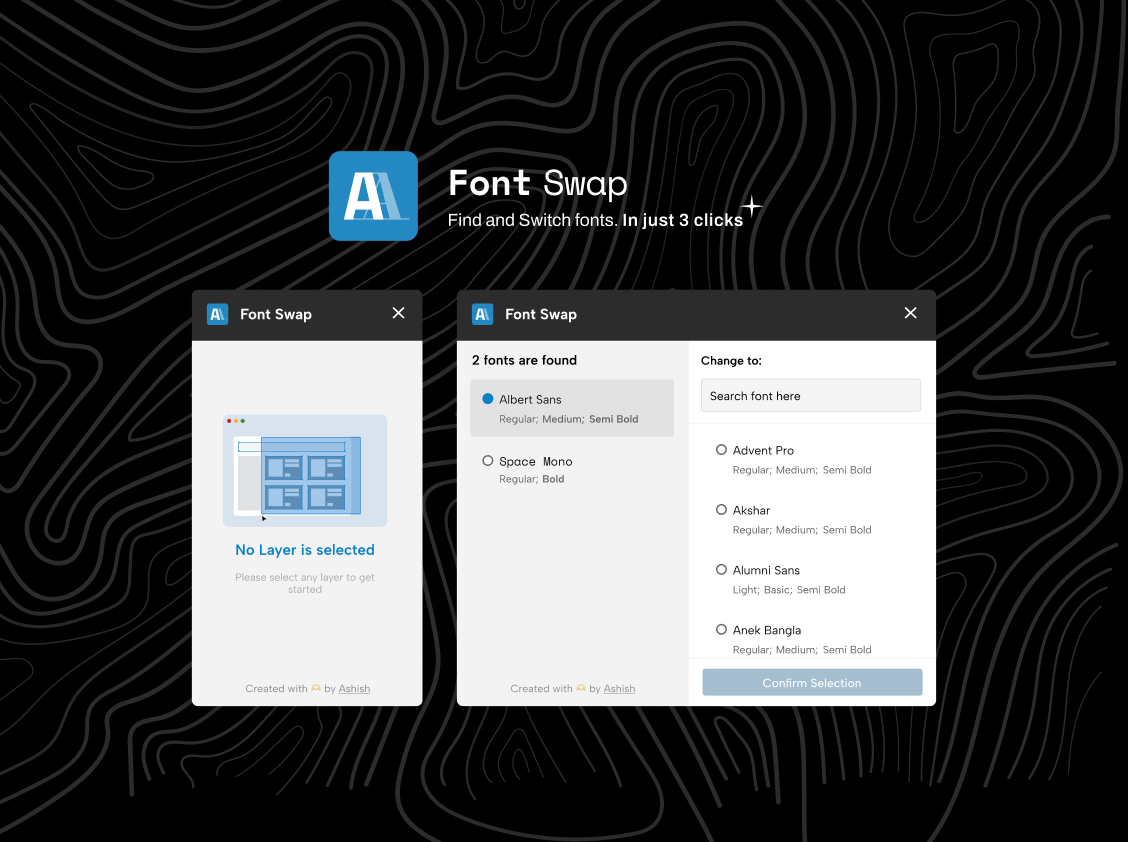 Font Swap
Find and Switch fonts. In just 3 clicks
Font Swap
No Layer is selected
Please select any layer to get
started
Created with by Ashish
Font Swap
2 fonts are found
Albert Sans
Regular; Medium; Semi Bold
Space Mono
Regular; Bold
Created with by Ashish
Change to:
Search font here
Advent Pro
Regular; Medium; Semi Bold
Akshar
Regular; Medium; Semi Bold
Alumni Sans
Light; Basic; Semi Bold
Anek Bangla
Regular; Medium; Semi Bold
Confirm Selection